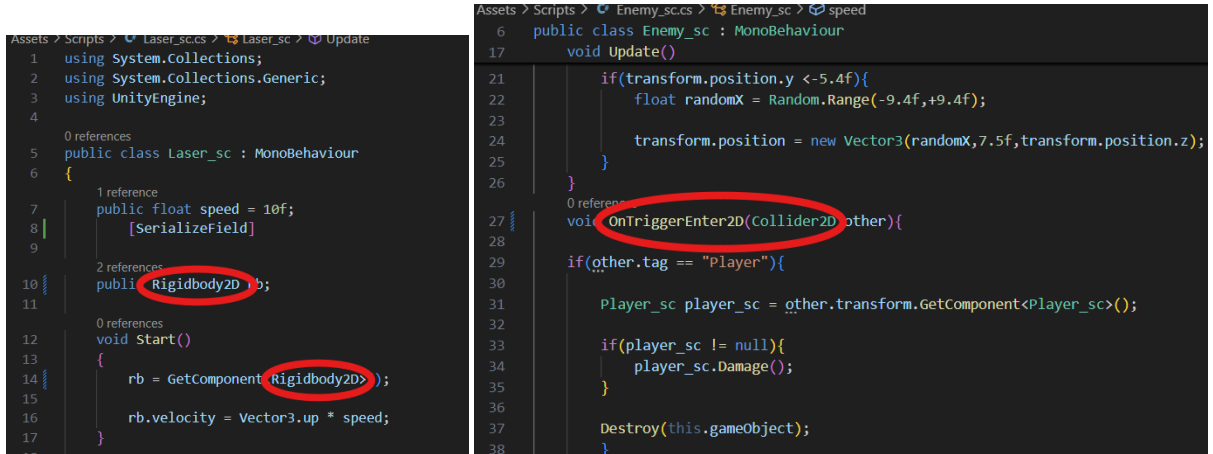 Assets > Scripts > Laser_sc.cs > Laser_sc > Update
1 using System.Collections;
2 using System.Collections.Generic;
3 using UnityEngine;
4
0 references
5 public class Laser_sc : MonoBehaviour
6 {
1 reference
7 public float speed = 10f;
8 [SerializeField]
9
2 references
10 publi Rigidbody2D rb;
11
0 references
12 void Start()
13 {
14 rb = GetComponent<Rigidbody2D>();
15
16 rb.velocity = Vector3.up * speed;
17 }
Assets > Scripts > Enemy_sc.cs > Enemy_sc > speed
6 public class Enemy_sc : MonoBehaviour
17 void Update()
21 if(transform.position.y <-5.4f){
22 float randomX = Random.Range(-9.4f,+9.4f);
23
24 transform.position = new Vector3(randomX,7.5f,transform.position.z);
25 }
26 }
0 references
27 void OnTriggerEnter2D(Collider2D other){
28
29 if(other.tag == "Player"){
30
31 Player_sc player_sc = other.transform.GetComponent<Player_sc>();
32
33 if(player_sc != null){
34 player_sc.Damage();
35 }
36
37 Destroy(this.gameObject);
38 }